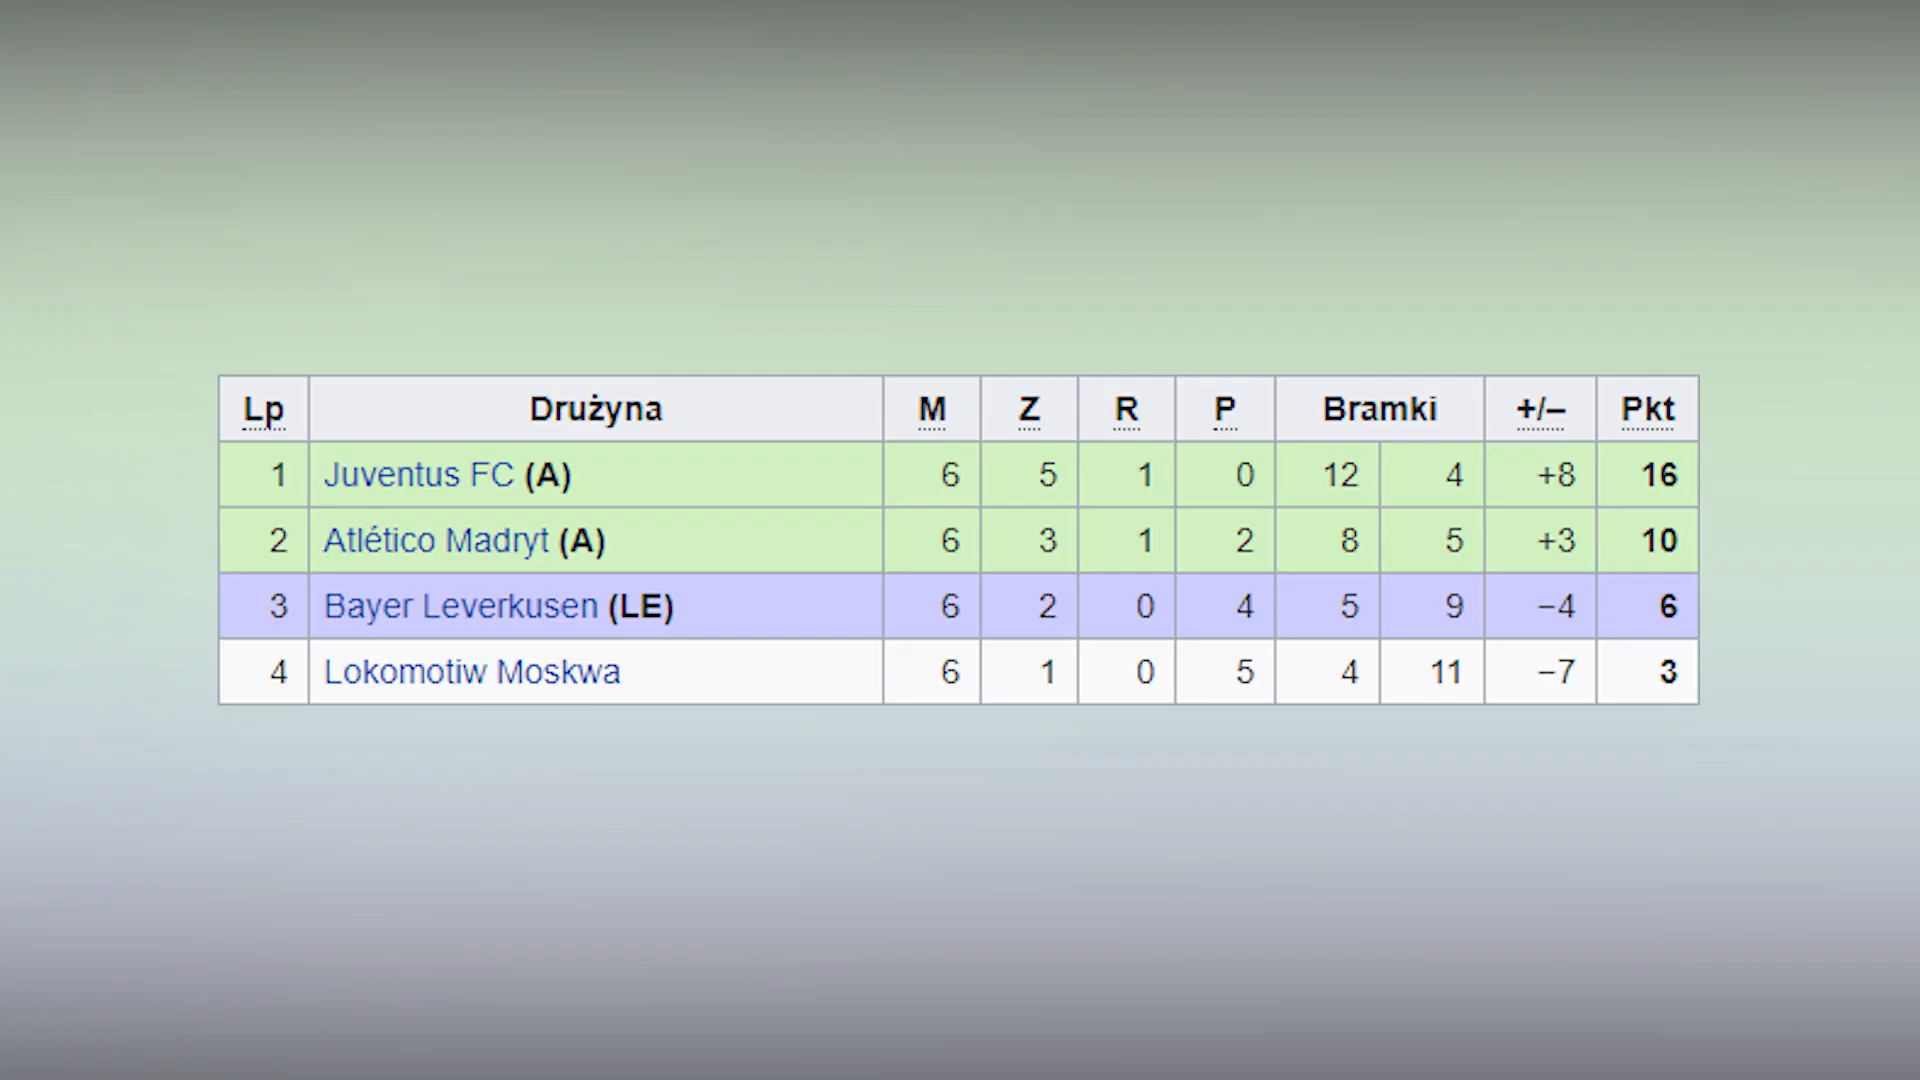 Lp Drużyna M Z R P Bramki +/− Pkt
1 Juventus FC (A) 6 5 1 0 12 4 +8 16
2 Atlético Madryt (A) 6 3 1 2 8 5 +3 10
3 Bayer Leverkusen (LE) 6 2 0 4 5 9 −4 6
4 Lokomotiw Moskwa 6 1 0 5 4 11 −7 3